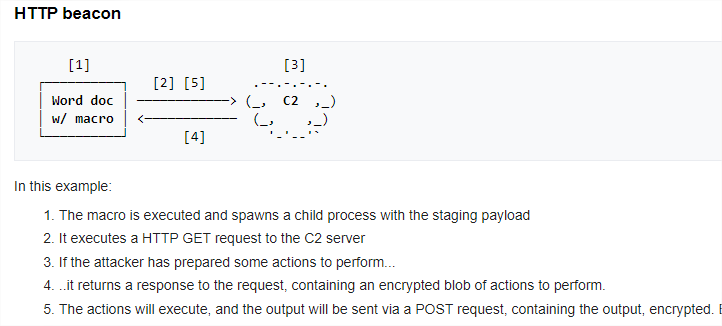 HTTP beacon
[1] [3]
[2] [5]
Word doc C2
w/ macro
[4]
In this example:
1. The macro is executed and spawns a child process with the staging payload
2. It executes a HTTP GET request to the C2 server
3. If the attacker has prepared some actions to perform...
4. ..it returns a response to the request, containing an encrypted blob of actions to perform.
5. The actions will execute, and the output will be sent via a POST request, containing the output, encrypted.